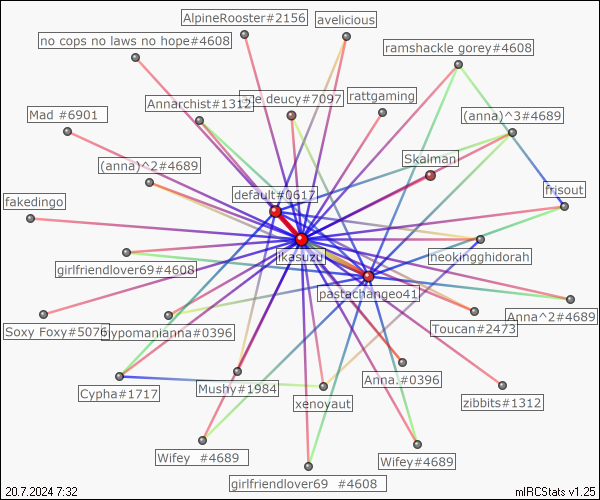 AlpineRooster#2156
avelicious
no cops no laws no hope#4608
ramshackle gorey#4608
deucy#7097
rattgaming
Annarchist#1312
Mad #6901
(anna)^3#4689
Skalman
(anna)^2#4689
default#0617
frisout
fakedingo
ikasuzu
neokingghidorah
girlfriendlover69#4608
pastachangeo41
Anna^2#4689
Soxy Foxy#5076
lypomanianna#0396
Toucan#2473
Cypha#1717
Mushy#1984
Anna.#0396
xenoyaut
zibbits#1312
Wifey #4689
Wifey#4689
girlfriendlover69 #4608
20.7.2024 7:32
mIRCStats v1.25